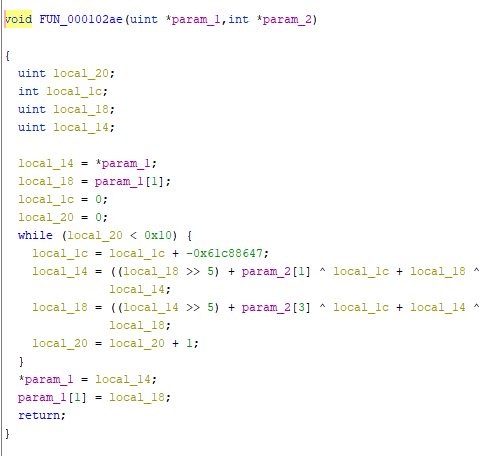 void FUN_000102ae(uint *param_1,int *param_2)
{
uint local_20;
int local_1c;
uint local_18;
uint local_14;
local_14 = *param_1;
local_18 = param_1[1];
local_1c = 0;
local_20 = 0;
while (local_20 < 0x10) {
local_1c = local_1c + -0x61c88647;
local_14 = ((local_18 >> 5) + param_2[1] ^ local_1c + local_18 ^
local_14;
local_18 = ((local_14 >> 5) + param_2[3] ^ local_1c + local_14 ^
local_18;
local_20 = local_20 + 1;
}
*param_1 = local_14;
param_1[1] = local_18;
return;
}